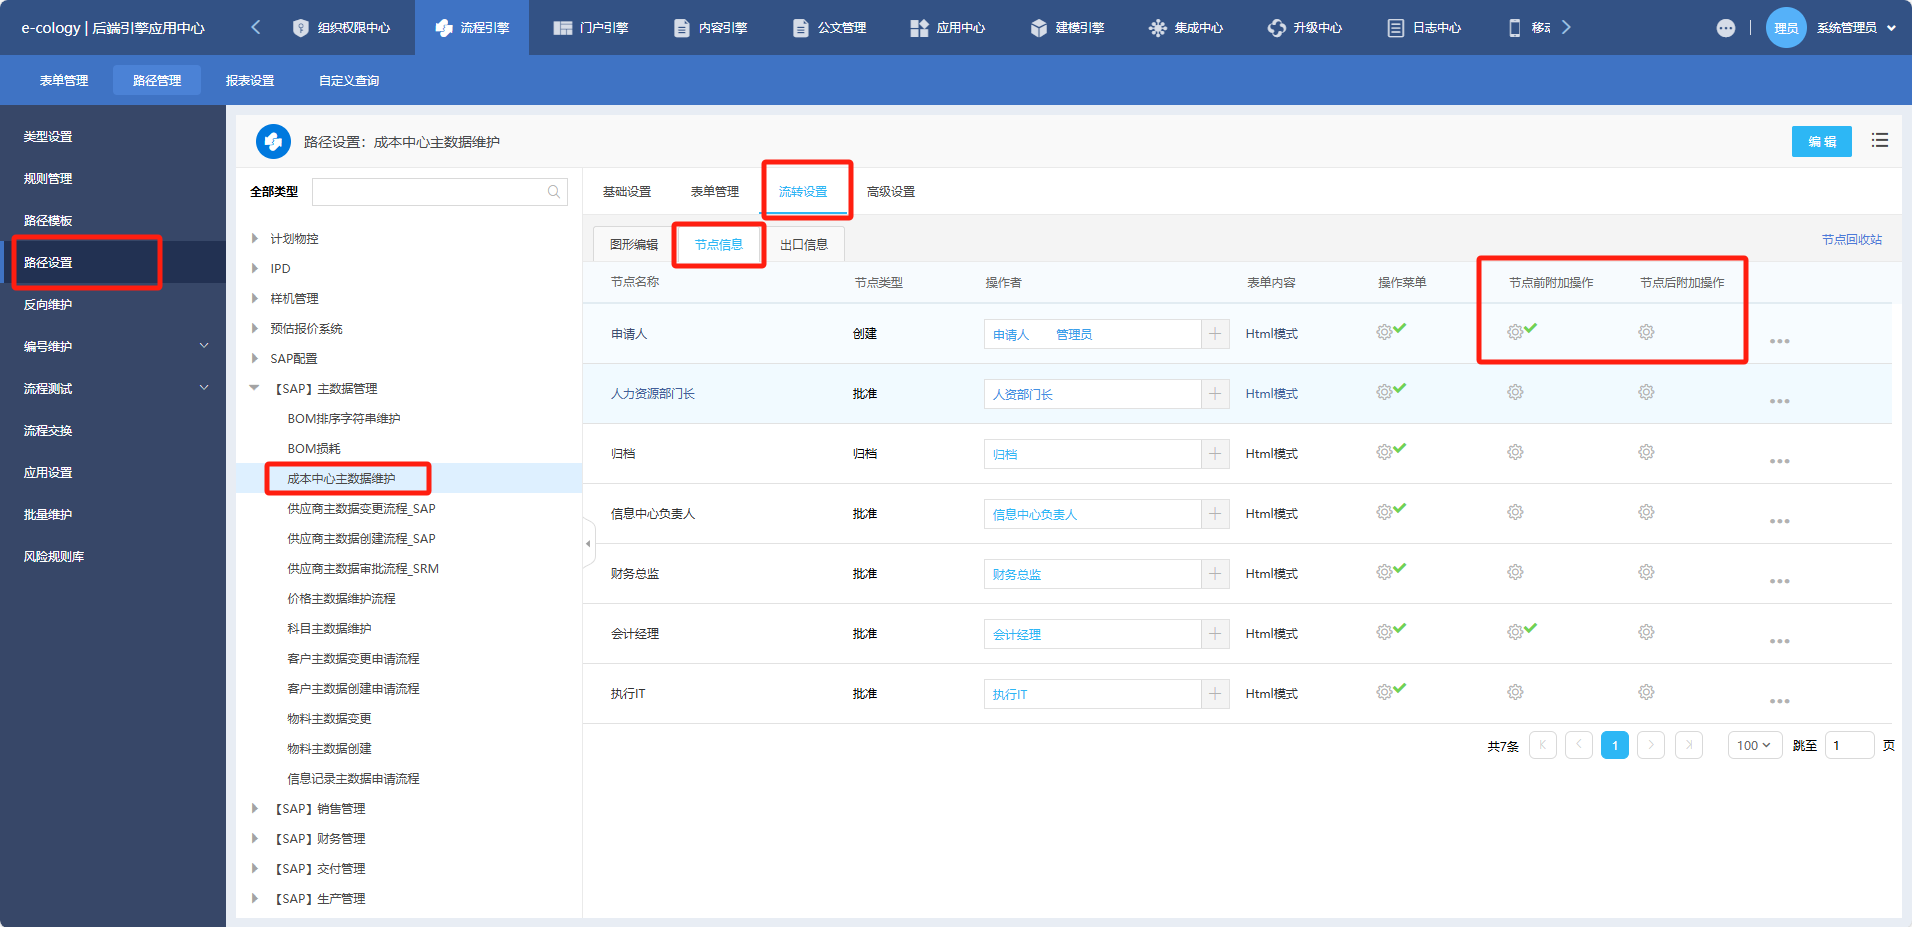 e-cology | 后端引擎应用中心
组织权限中心
流程引擎
门户引擎
内容引擎
公文管理
应用中心
建模引擎
集成中心
升级中心
日志中心
移动
理员
系统管理员
表单管理
路径管理
报表设置
自定义查询
类型设置
规则管理
路径模板
路径设置
反向维护
编号维护
流程测试
流程交换
应用设置
批量维护
风险规则库
路径设置：成本中心主数据维护
编 辑
全部类型
计划物控
IPD
样机管理
预估报价系统
SAP配置
【SAP】主数据管理
BOM排序字符串维护
BOM损耗
成本中心主数据维护
供应商主数据变更流程_SAP
供应商主数据创建流程_SAP
供应商主数据审批流程_SRM
价格主数据维护流程
科目主数据维护
客户主数据变更申请流程
客户主数据创建申请流程
物料主数据变更
物料主数据创建
信息记录主数据申请流程
【SAP】销售管理
【SAP】财务管理
【SAP】交付管理
【SAP】生产管理
基础设置
表单管理
流转设置
高级设置
图形编辑
节点信息
出口信息
节点回收站
节点名称 节点类型 操作者 表单内容 操作菜单 节点前附加操作 节点后附加操作
申请人 创建 申请人 管理员 Html模式
人力资源部门长 批准 人资部门长 Html模式
归档 归档 归档 Html模式
信息中心负责人 批准 信息中心负责人 Html模式
财务总监 批准 财务总监 Html模式
会计经理 批准 会计经理 Html模式
执行IT 批准 执行IT Html模式
共7条 1 100 跳至 1 页